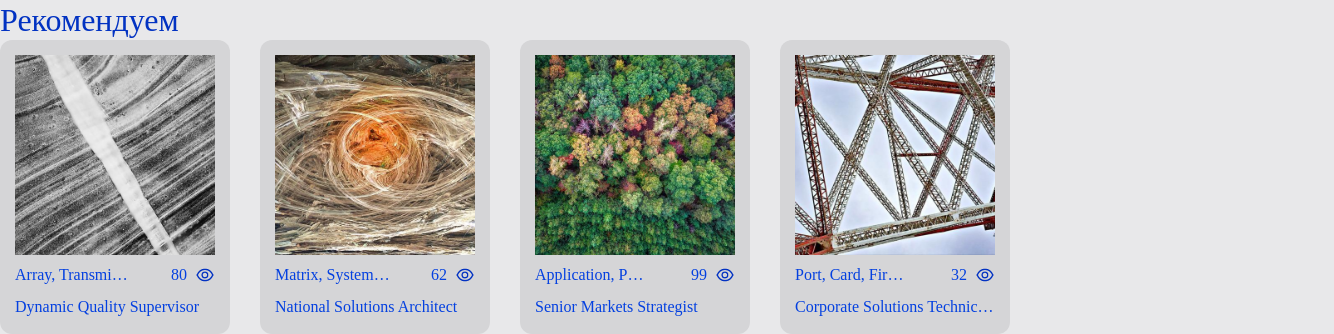 Рекомендуем
Array, Transmi… 80
Dynamic Quality Supervisor
Matrix, System… 62
National Solutions Architect
Application, P… 99
Senior Markets Strategist
Port, Card, Fir… 32
Corporate Solutions Technic…